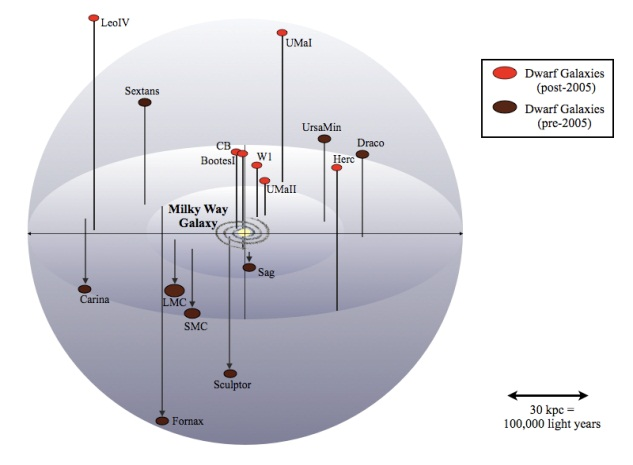 LeoIV
UMaI
Dwarf Galaxies
(post-2005)
Dwarf Galaxies
(pre-2005)
Sextans
UrsaMin
Draco
CB
BootesI
W1
Herc
UMaII
Milky Way
Galaxy
Sag
Carina
LMC
SMC
Sculptor
Fornax
30 kpc =
100,000 light years